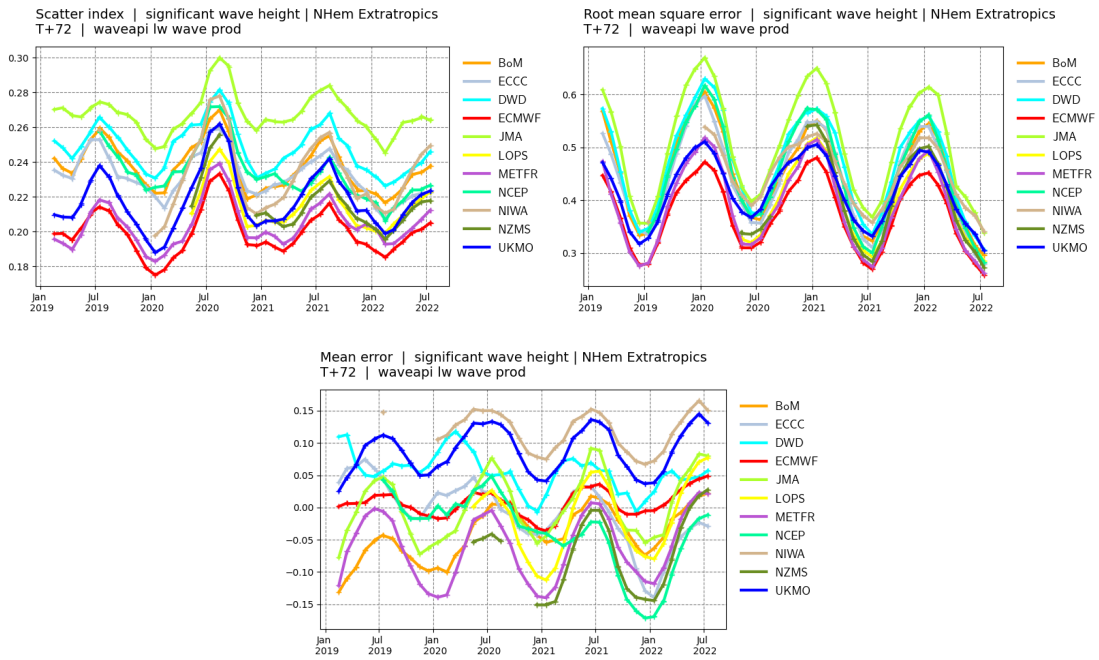 Scatter index | significant wave height | NHem Extratropics
T+72 | waveapi lw wave prod
0.30
0.28
0.26
0.24
0.22
0.20
0.18
Jan 2019
Jul
Jan 2020
Jul
Jan 2021
Jul
Jan 2022
Jul
2019 2019 2020 2020 2021 2021 2022 2022
BoM
ECCC
DWD
ECMWF
JMA
LOPS
METFR
NCEP
NIWA
NZMS
UKMO
Root mean square error | significant wave height | NHem Extratropics
T+72 | waveapi lw wave prod
0.6
0.5
0.4
0.3
Jan Jul Jan Jul Jan Jul Jan Jul
2019 2019 2020 2020 2021 2021 2022 2022
BoM
ECCC
DWD
ECMWF
JMA
LOPS
METFR
NCEP
NIWA
NZMS
UKMO
Mean error | significant wave height | NHem Extratropics
T+72 | waveapi lw wave prod
0.15
0.10
0.05
0.00
−0.05
−0.10
−0.15
Jan Jul Jan Jul Jan Jul Jan Jul
2019 2019 2020 2020 2021 2021 2022 2022
BoM
ECCC
DWD
ECMWF
JMA
LOPS
METFR
NCEP
NIWA
NZMS
UKMO